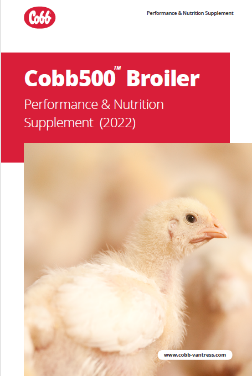 Cobb
Performance & Nutrition Supplement
Cobb500™ Broiler
Performance & Nutrition
Supplement (2022)
www.cobb-vantress.com